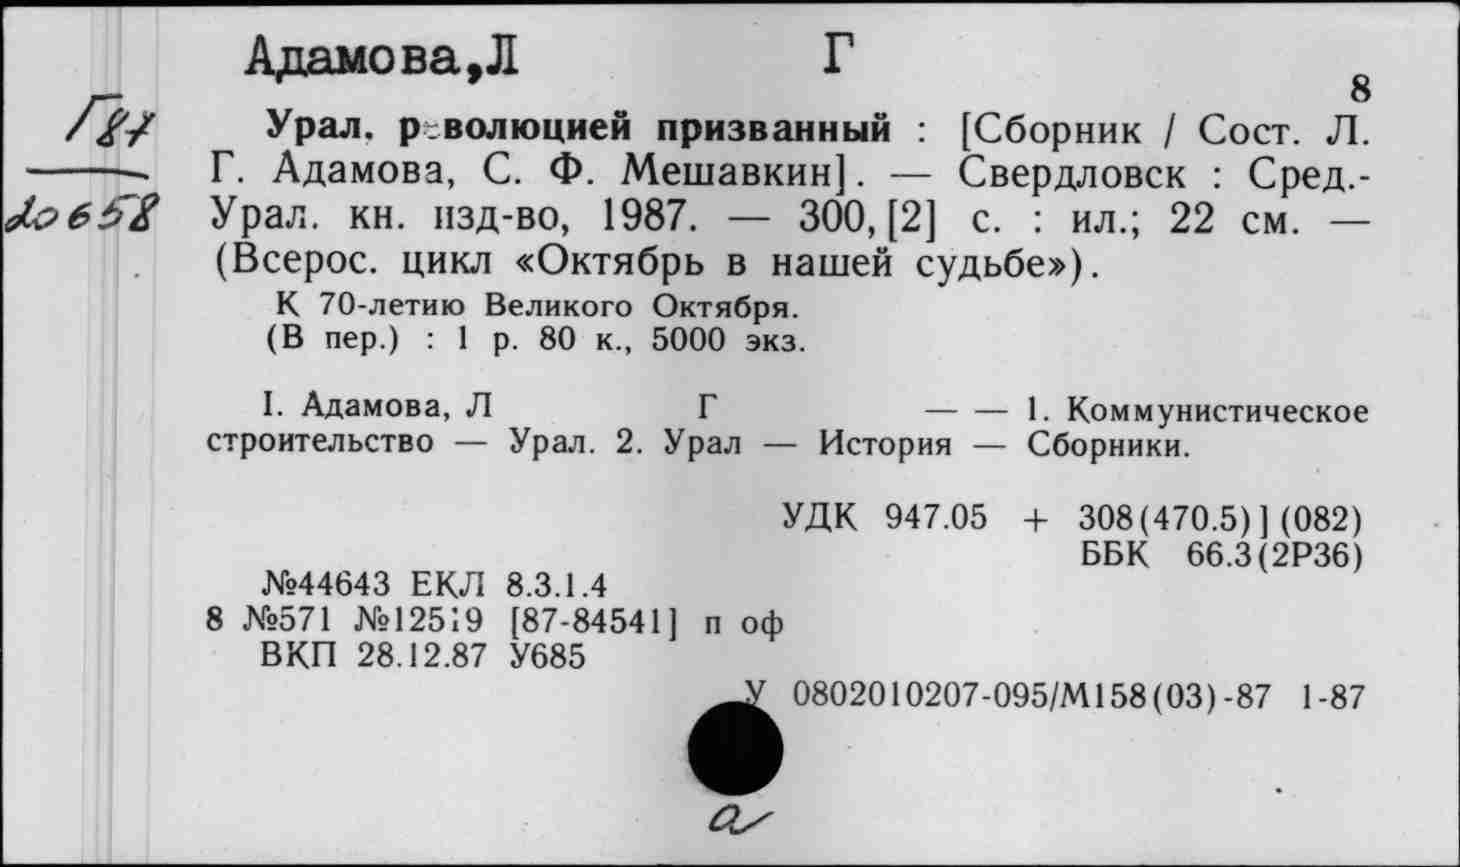 Адамова,Л Г
8
Урал, революцией призванный : [Сборник / Сост. Л.
Г. Адамова, С. Ф. Мешавкин]. — Свердловск : Сред.-
Урал. кн. изд-во, 1987. — 300, [2] с. : ил.; 22 см. —
(Всерос. цикл «Октябрь в нашей судьбе»).
К 70-летию Великого Октября.
(В пер.) : 1 р. 80 к., 5000 экз.
I. Адамова, Л Г — — 1. Коммунистическое
строительство — Урал. 2. Урал — История — Сборники.
УДК 947.05 + 308(470.5)](082)
ББК 66.3(2Р36)
№44643 ЕКЛ 8.3.1.4
8 №571 №12519 [87-84541] п оф
ВКП 28.12.87 У685
У 0802010207-095/М158(03)-87 1-87